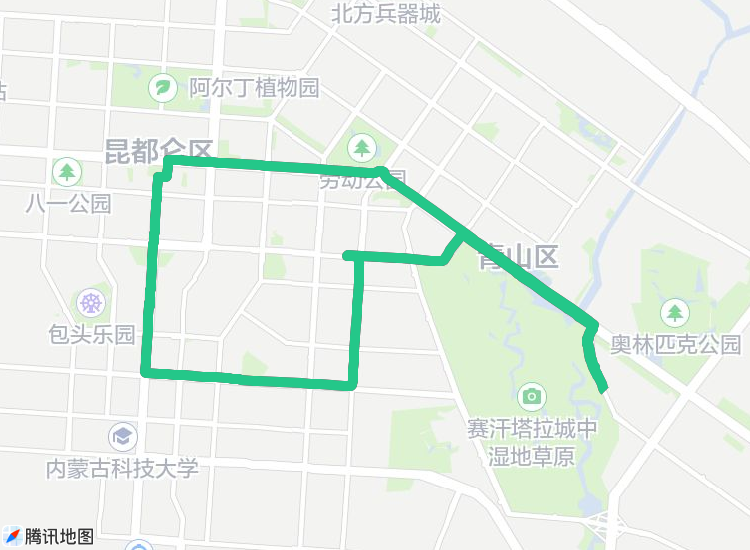 北方兵器城
阿尔丁植物园
站
昆都仑区
劳动公园
八一公园
青山区
包头乐园
奥林匹克公园
赛汗塔拉城中
湿地草原
内蒙古科技大学
腾讯地图